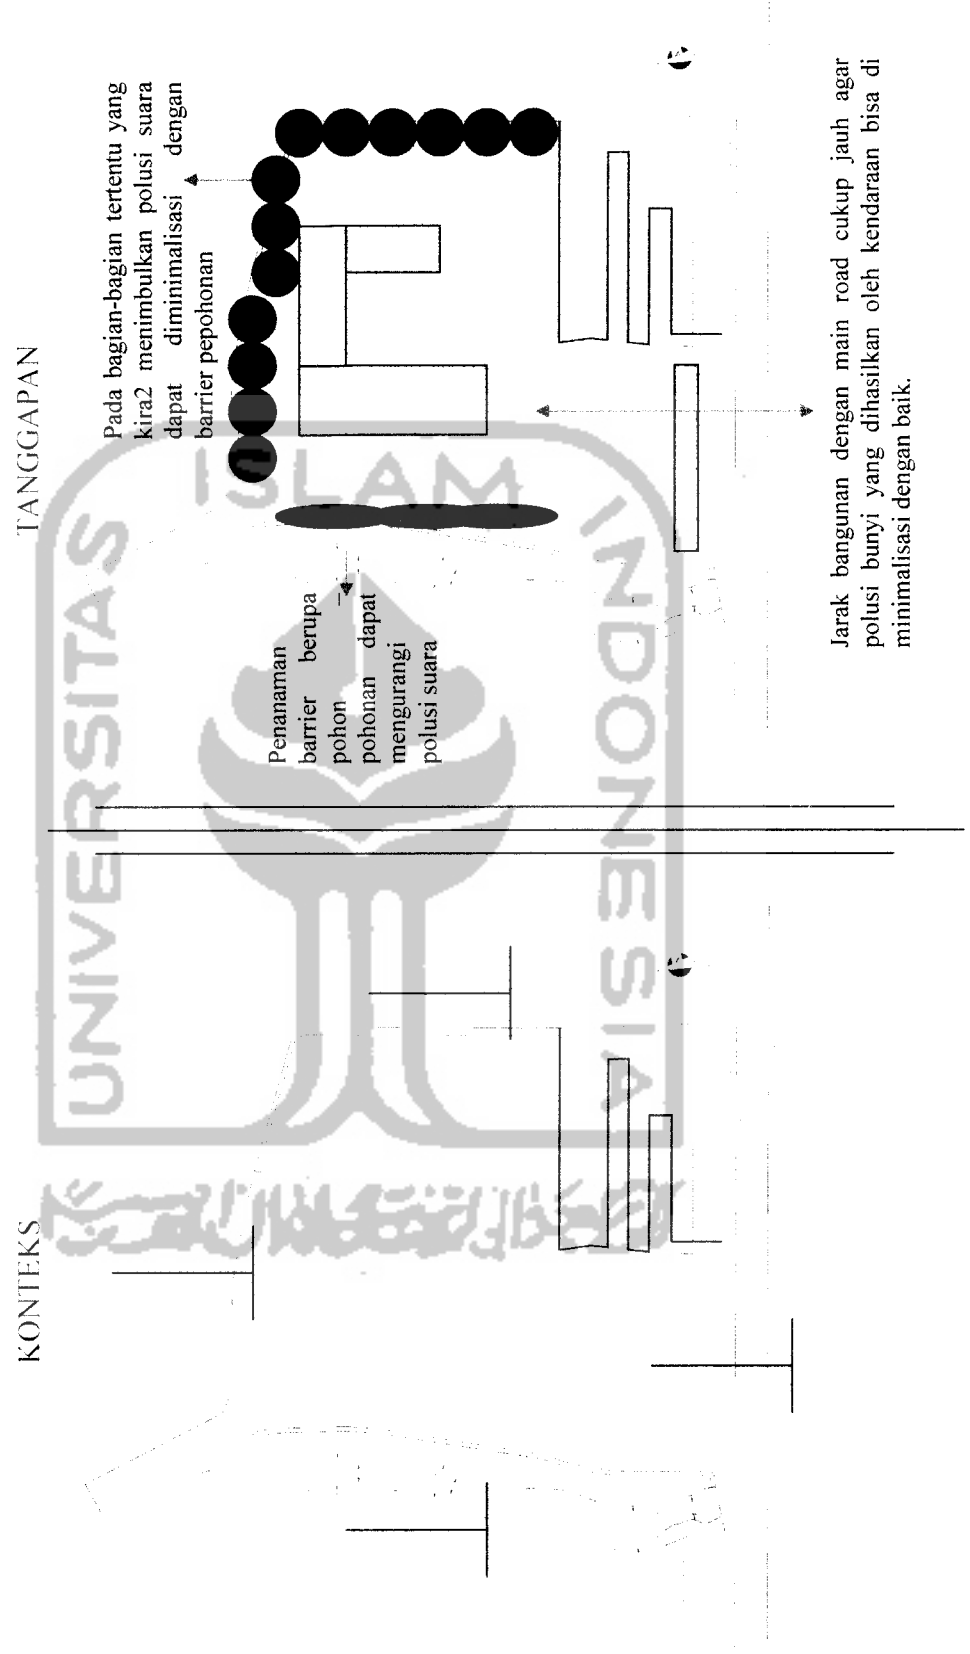 KONTEKS
TANGGAPAN
Pada bagian-bagian tertentu yang
kira2 menimbulkan polusi suara
dapat diminimalisasi dengan
barrier pepohonan
Penanaman
barrier berupa
pohon –
pohonan dapat
mengurangi
polusi suara
Jarak bangunan dengan main road cukup jauh agar
polusi bunyi yang dihasilkan oleh kendaraan bisa di
minimalisasi dengan baik.
UNIVERSITAS
ISLAM
INDONESIA